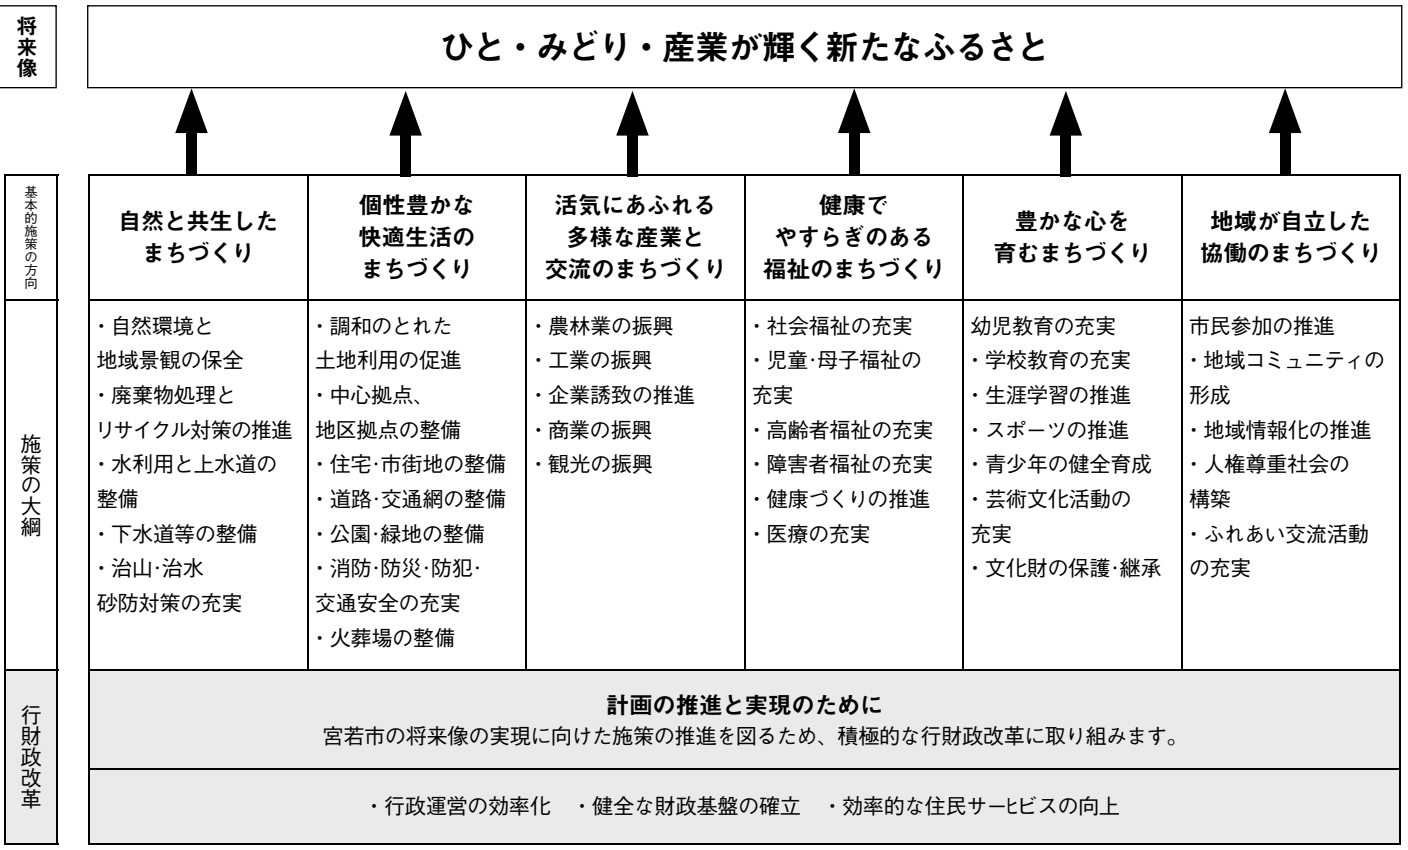 将来像
ひと・みどり・産業が輝く新たなふるさと
基本的施策の方向
自然と共生した
まちづくり
個性豊かな
快適生活の
まちづくり
活気にあふれる
多様な産業と
交流のまちづくり
健康で
やすらぎのある
福祉のまちづくり
豊かな心を
育むまちづくり
地域が自立した
協働のまちづくり
施策の大綱
・自然環境と
地域景観の保全
・廃棄物処理と
リサイクル対策の推進
・水利用と上水道の
整備
・下水道等の整備
・治山・治水
砂防対策の充実
・調和のとれた
土地利用の促進
・中心拠点、
地区拠点の整備
・住宅・市街地の整備
・道路・交通網の整備
・公園・緑地の整備
・消防・防災・防犯・
交通安全の充実
・火葬場の整備
・農林業の振興
・工業の振興
・企業誘致の推進
・商業の振興
・観光の振興
・社会福祉の充実
・児童・母子福祉の
充実
・高齢者福祉の充実
・障害者福祉の充実
・健康づくりの推進
・医療の充実
幼児教育の充実
・学校教育の充実
・生涯学習の推進
・スポーツの推進
・青少年の健全育成
・芸術文化活動の
充実
・文化財の保護・継承
市民参加の推進
・地域コミュニティの
形成
・地域情報化の推進
・人権尊重社会の
構築
・ふれあい交流活動
の充実
行財政改革
計画の推進と実現のために
宮若市の将来像の実現に向けた施策の推進を図るため、積極的な行財政改革に取り組みます。
・行政運営の効率化　・健全な財政基盤の確立　・効率的な住民サーヒビスの向上